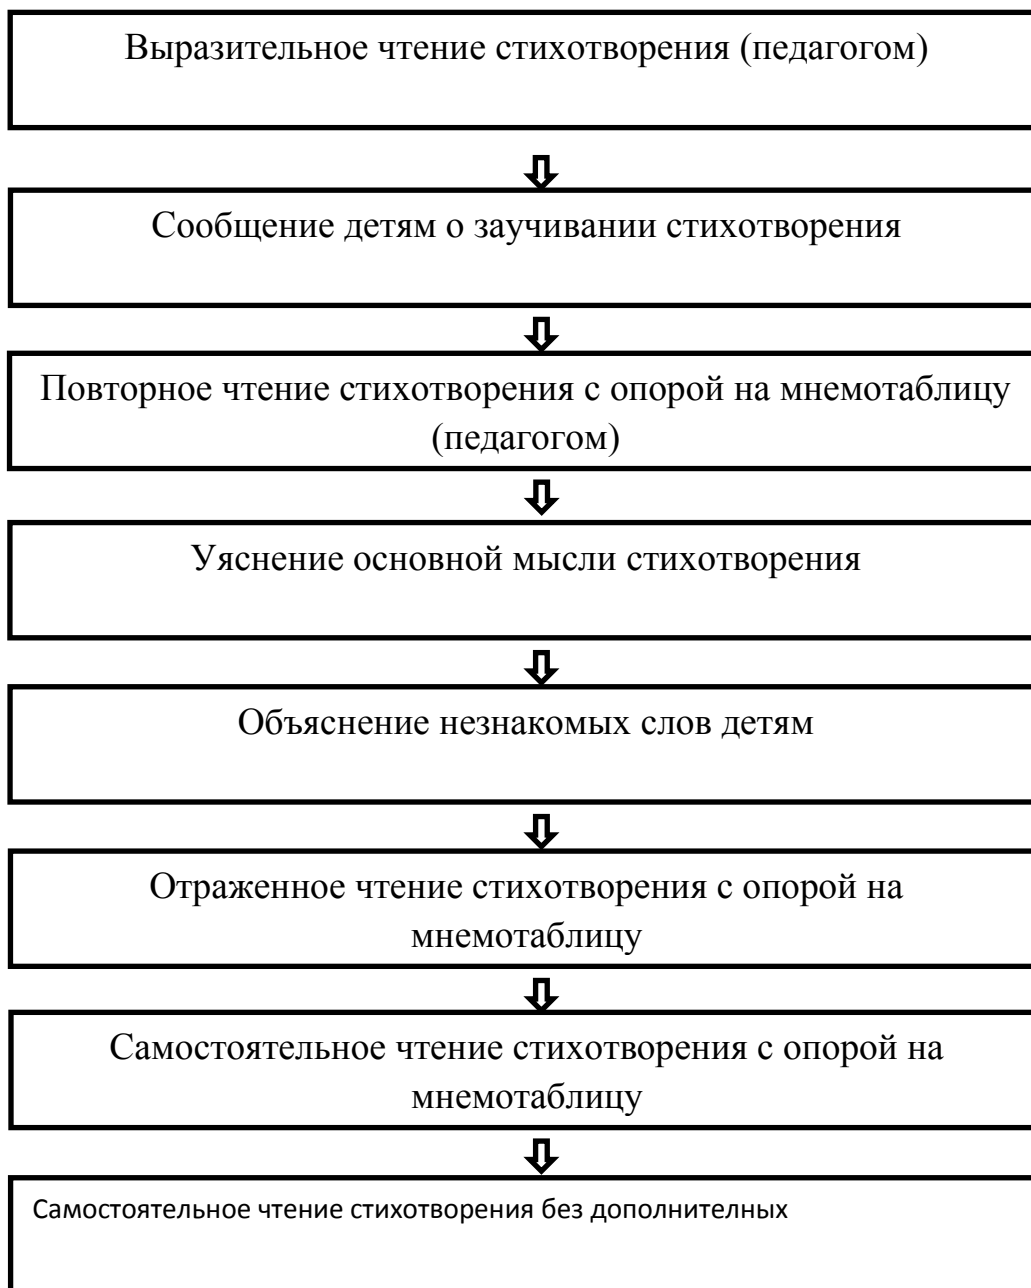 Выразительное чтение стихотворения (педагогом)
Сообщение детям о заучивании стихотворения
Повторное чтение стихотворения с опорой на мнемотаблицу
(педагогом)
Уяснение основной мысли стихотворения
Объяснение незнакомых слов детям
Отраженное чтение стихотворения с опорой на
мнемотаблицу
Самостоятельное чтение стихотворения с опорой на
мнемотаблицу
Самостоятельное чтение стихотворения без дополнителных